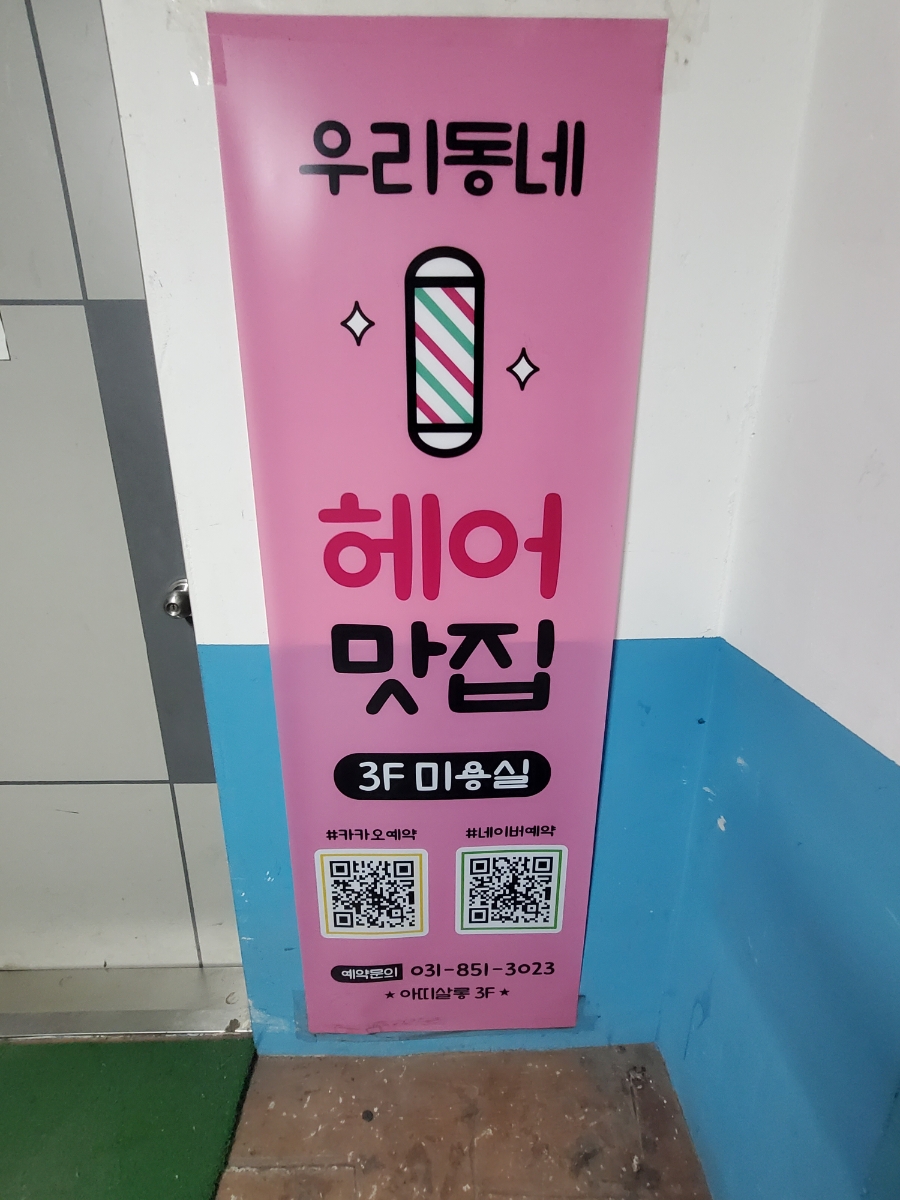 우리동네
헤어
맛집
3F 미용실
#카카오예약 #네이버예약
예약문의 031-851-3023
★아띠살롱 3F★